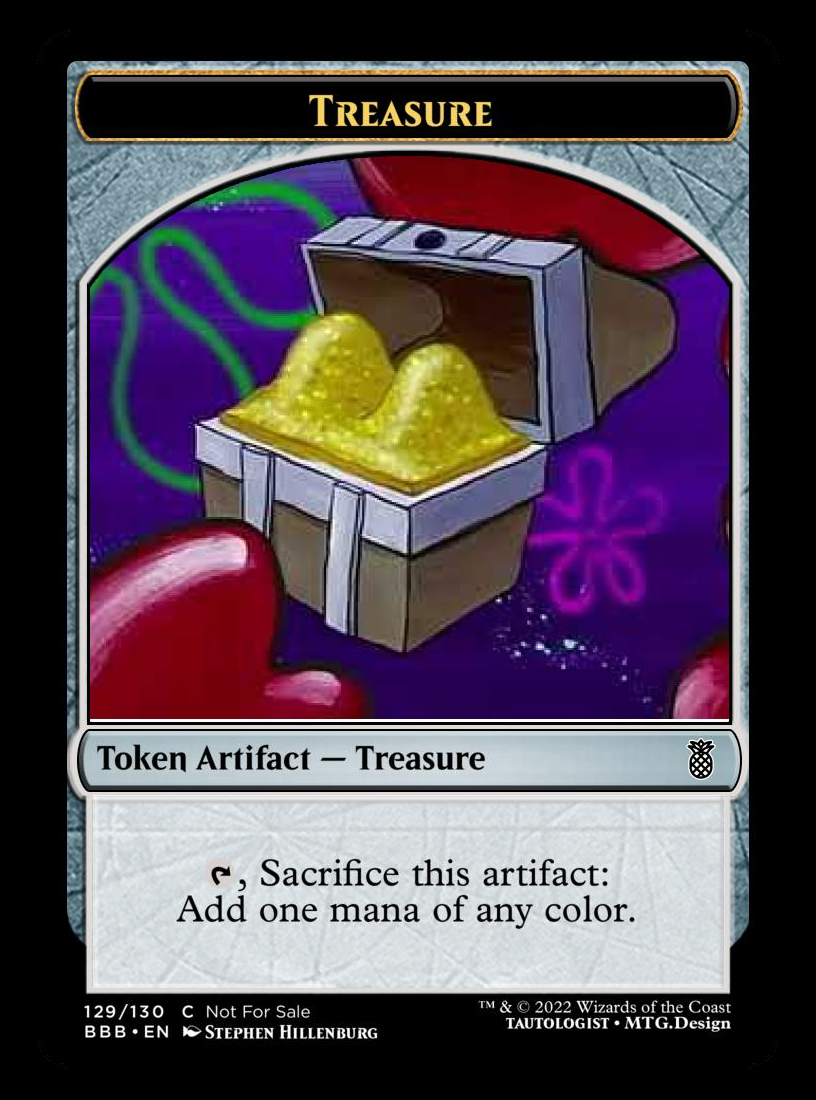 Treasure
Token Artifact — Treasure
, Sacrifice this artifact:
Add one mana of any color.
129/130 C Not For Sale
BBB • EN Stephen Hillenburg
™ & © 2022 Wizards of the Coast
TAUTOLOGIST • MTG.Design